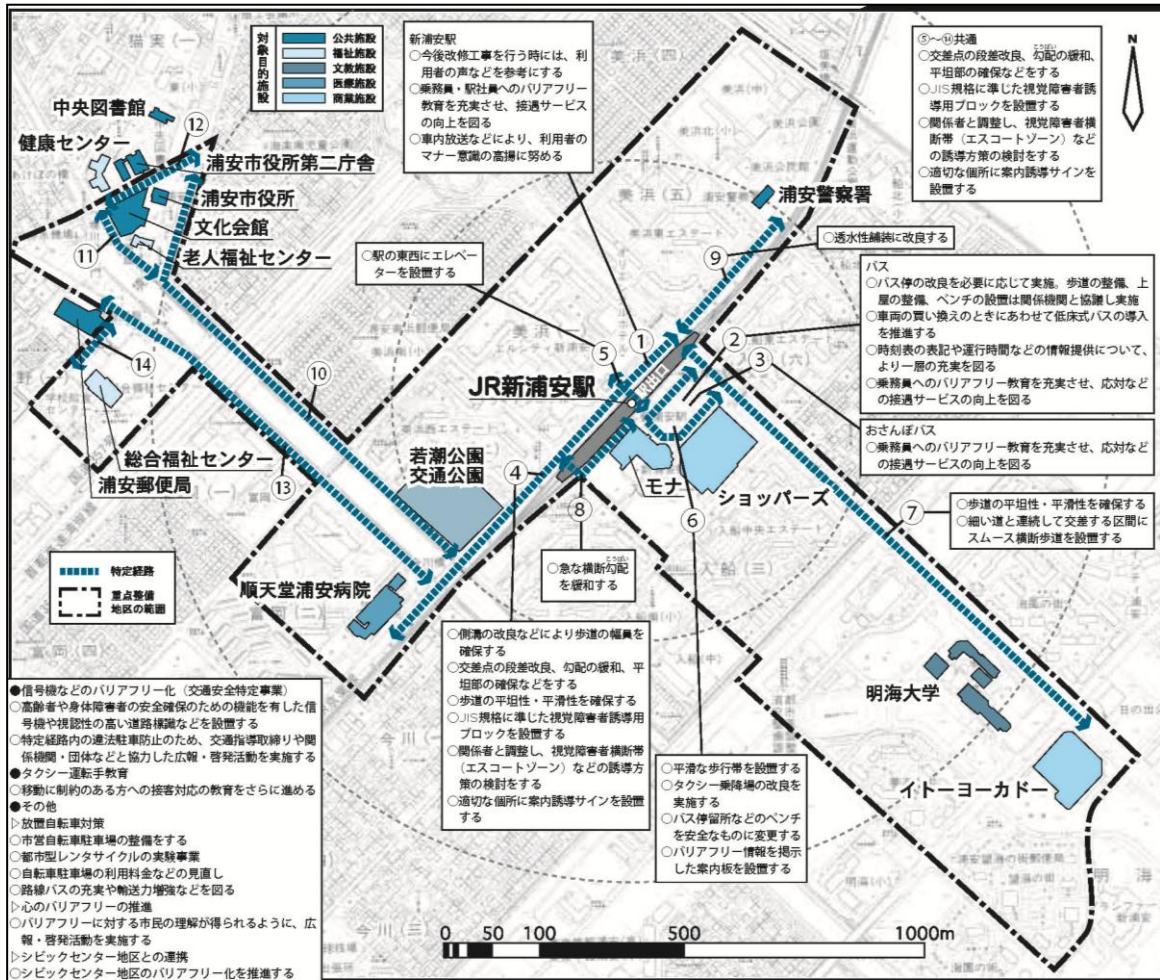 対象目的施設
公共施設
福祉施設
文教施設
医療施設
商業施設
新浦安駅
○今後改修工事を行う時には、利
用者の声などを参考にする
○乗務員・駅社員へのバリアフリー
教育を充実させ、接遇サービス
の向上を図る
○車内放送などにより、利用者の
マナー意識の高揚に努める
⑤~⑭共通
○交差点の段差改良、勾配の緩和、
こうばい
平坦部の確保などをする
○JIS規格に準じた視覚障害者誘
導用ブロックを設置する
○関係者と調整し、視覚障害者横
断帯（エスコートゾーン）など
の誘導方策の検討をする
○適切な個所に案内誘導サインを
設置する
N
猫実（一）
中央図書館
健康センター
⑫
浦安市役所第二庁舎
浦安市役所
文化会館
老人福祉センター
⑪
美浜（四）
美浜（五）
浦安警察署
⑨
○透水性舗装に改良する
○駅の東西にエレベ
ーターを設置する
バス
○バス停の改良を必要に応じて実施。歩道の整備、上
屋の整備、ベンチの設置は関係機関と協議し実施
○車両の買い換えのときにあわせて低床式バスの導入
を推進する
○時刻表の表記や運行時間などの情報提供について、
より一層の充実を図る
○乗務員へのバリアフリー教育を充実させ、応対など
の接遇サービスの向上を図る
おさんぽバス
○乗務員へのバリアフリー教育を充実させ、応対など
の接遇サービスの向上を図る
美浜（一）
①
②
③
⑤
駅出口
JR新浦安駅
⑭
⑩
総合福祉センター
浦安郵便局
⑬
若潮公園
交通公園
④
モナ
ショッパーズ
⑥
⑧
⑦
○歩道の平坦性・平滑性を確保する
○細い道と連続して交差する区間に
スムース横断歩道を設置する
入船（三）
特定経路
重点整備
地区の範囲
順天堂浦安病院
富岡（二）
富岡（四）
○急な横断勾配
こうばい
を緩和する
○側溝の改良などにより歩道の幅員を
確保する
○交差点の段差改良、勾配の緩和、平
坦部の確保などをする
○歩道の平坦性・平滑性を確保する
○JIS規格に準じた視覚障害者誘導用
ブロックを設置する
○関係者と調整し、視覚障害者横断帯
（エスコートゾーン）などの誘導方
策の検討をする
○適切な個所に案内誘導サインを設置
する
○平滑な歩行帯を設置する
○タクシー乗降場の改良を
実施する
○バス停留所などのベンチ
を安全なものに変更する
○バリアフリー情報を掲示
した案内板を設置する
明海大学
イトーヨーカドー
●信号機などのバリアフリー化（交通安全特定事業）
○高齢者や身体障害者の安全確保のための機能を有した信
号機や視認性の高い道路標識などを設置する
○特定経路内の違法駐車防止のため、交通指導取締りや関
係機関・団体などと協力した広報・啓発活動を実施する
●タクシー運転手教育
○移動に制約のある方への接客対応の教育をさらに進める
●その他
▷放置自転車対策
○市営自転車駐車場の整備をする
○都市型レンタサイクルの実験事業
○自転車駐車場の利用料金などの見直し
○路線バスの充実や輸送力増強などを図る
▷心のバリアフリーの推進
○バリアフリーに対する市民の理解が得られるように、広
報・啓発活動を実施する
▷シビックセンター地区との連携
○シビックセンター地区のバリアフリー化を推進する
今川（一）
今川（三）
明海
0 50 100 500 1000m